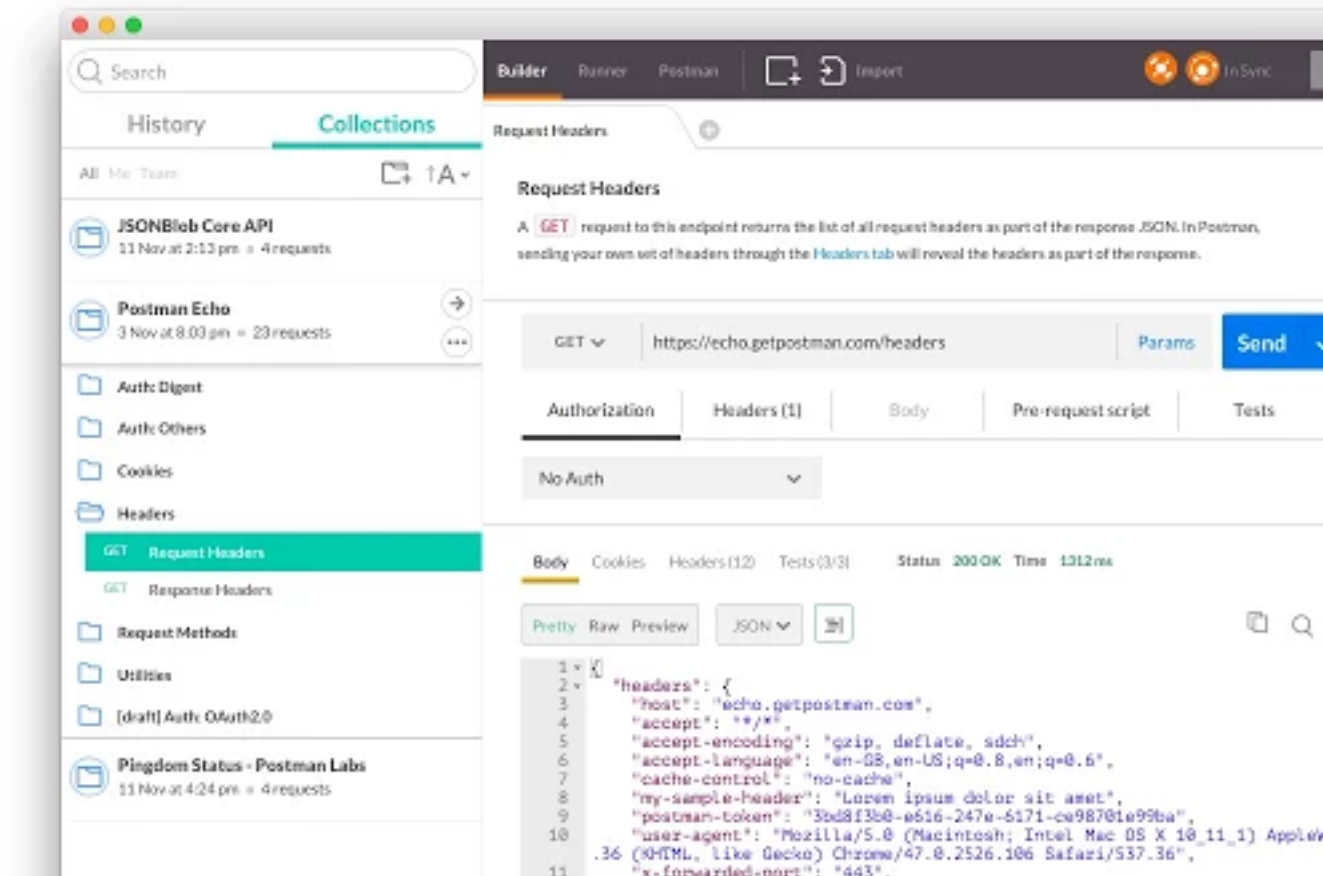 Search
History Collections
All Me Team
↑A
JSONBlob Core API
11 Nov at 2:13 pm 4 requests
Postman Echo
3 Nov at 8:03 pm 23 requests
Auth: Digest
Auth: Others
Cookies
Headers
GET Request Headers
GET Response Headers
Request Methods
Utilities
[draft] Auth: OAuth2.0
Pingdom Status - Postman Labs
11 Nov at 4:24 pm 4 requests
Builder Runner Postman Import In Sync
Request Headers
Request Headers
A GET request to this endpoint returns the list of all request headers as part of the response JSON. In Postman,
sending your own set of headers through the Headers tab will reveal the headers as part of the response.
GET https://echo.getpostman.com/headers Params Send
Authorization Headers (1) Body Pre-request script Tests
No Auth
Body Cookies Headers (12) Tests (3/3) Status 200 OK Time 1312 ms
Pretty Raw Preview JSON
1 {
2 "headers": {
3 "host": "echo.getpostman.com",
4 "accept": "*/*",
5 "accept-encoding": "gzip, deflate, sdch",
6 "accept-language": "en-GB,en-US;q=0.8,en;q=0.6",
7 "cache-control": "no-cache",
8 "my-sample-header": "Lorem ipsum dolor sit amet",
9 "postman-token": "3bd8f3b0-e616-247e-6171-ce98701e99ba",
10 "user-agent": "Mozilla/5.0 (Macintosh; Intel Mac OS X 10_11_1) AppleW
.36 (KHTML, like Gecko) Chrome/47.0.2526.106 Safari/537.36",
11 "x-forwarded-port": "443",